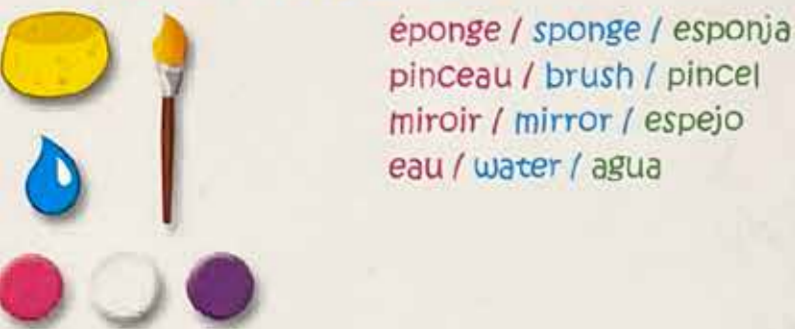 éponge / sponge / esponja
pinceau / brush / pincel
miroir / mirror / espejo
eau / water / agua